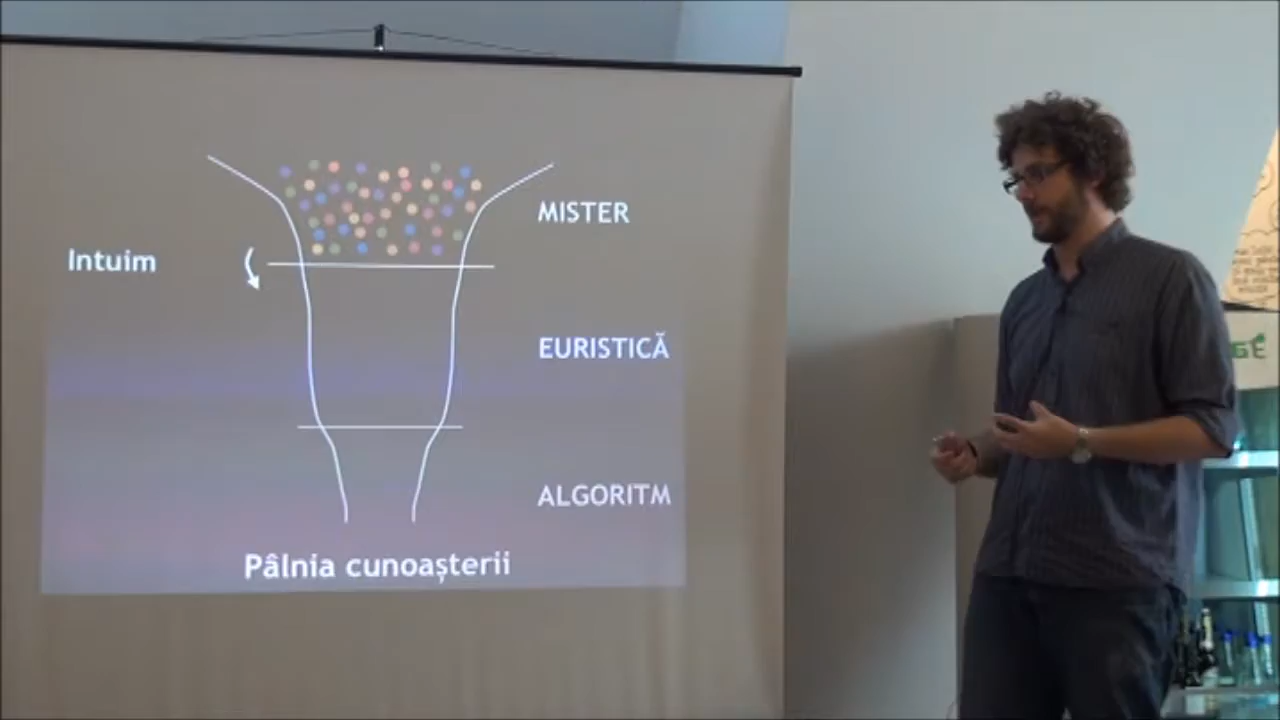 MISTER
Intuim
EURISTICĂ
ALGORITM
Pâlnia cunoașterii